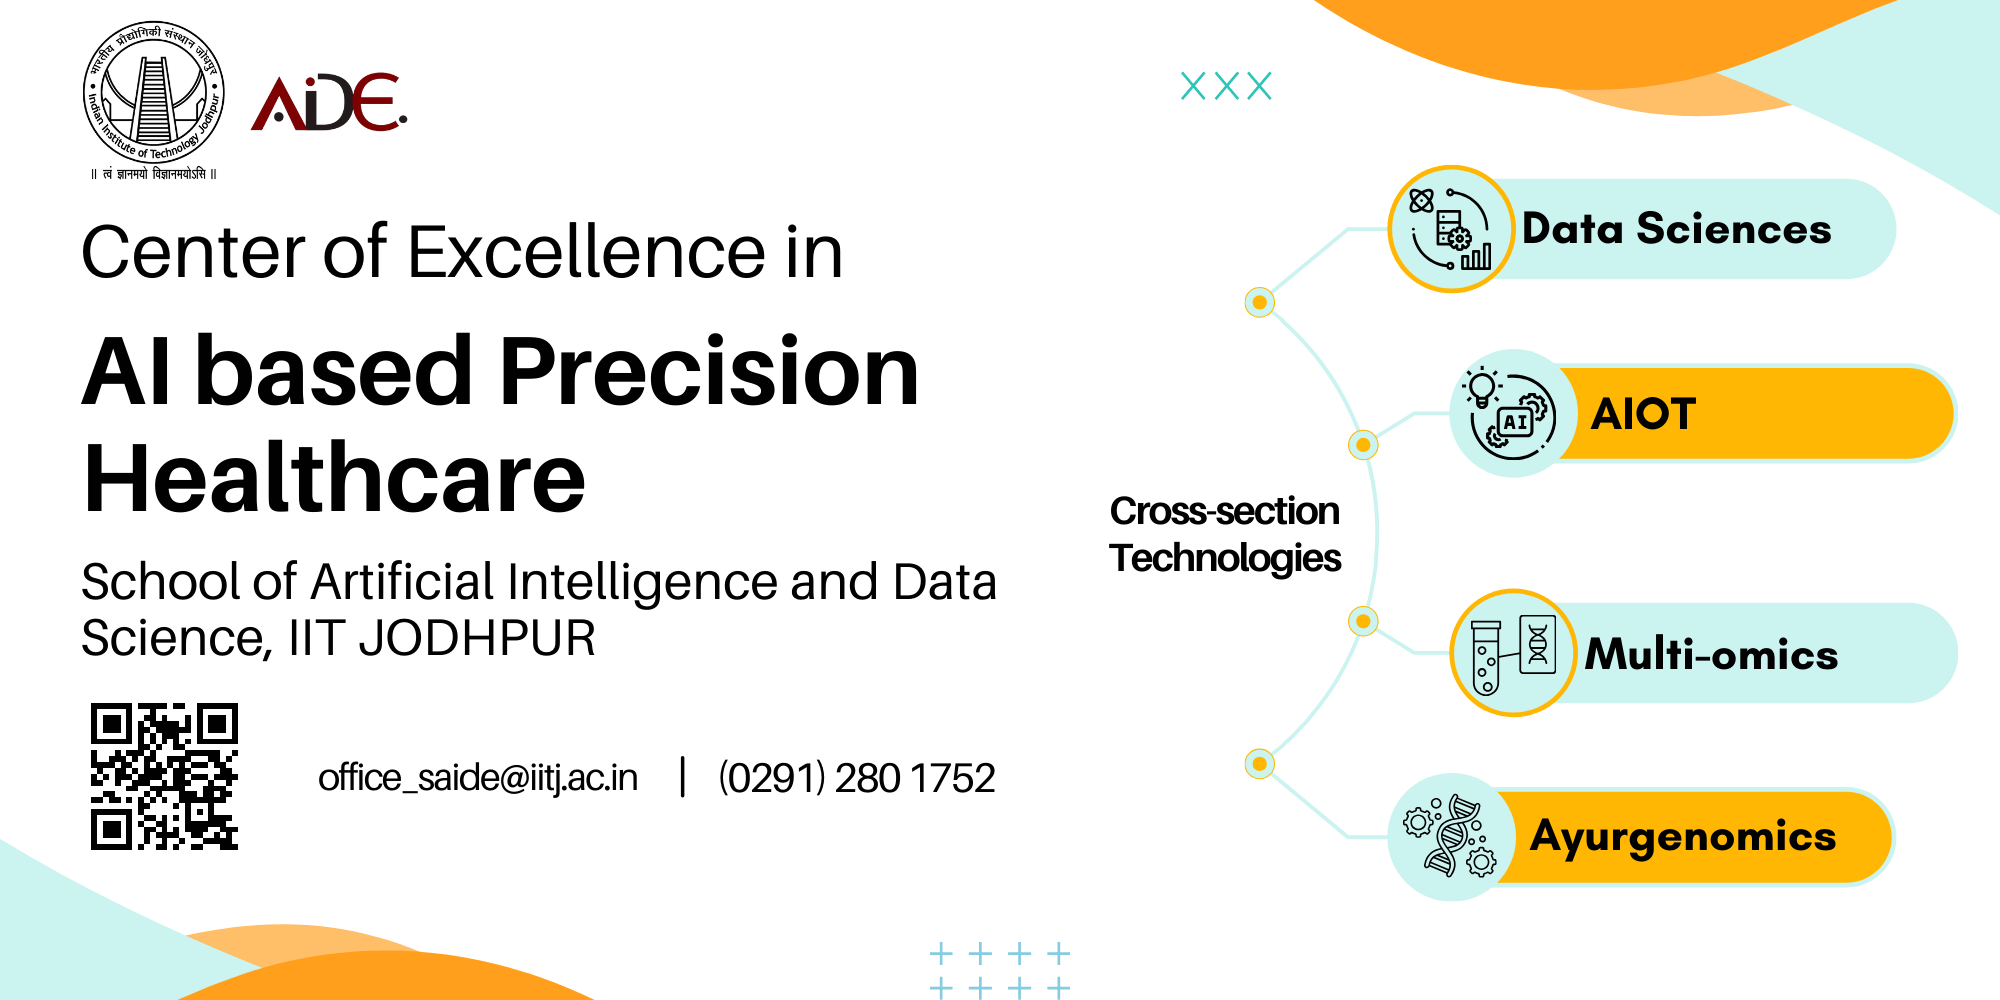 भारतीय प्रौद्योगिकी संस्थान जोधपुर
Indian Institute of Technology Jodhpur
॥ त्वं ज्ञानमयो विज्ञानमयोऽसि ॥
AIDE.
Center of Excellence in
AI based Precision
Healthcare
School of Artificial Intelligence and Data
Science, IIT JODHPUR
office_saide@iitj.ac.in | (0291) 280 1752
Cross-section
Technologies
Data Sciences
AI
AIOT
Multi-omics
Ayurgenomics